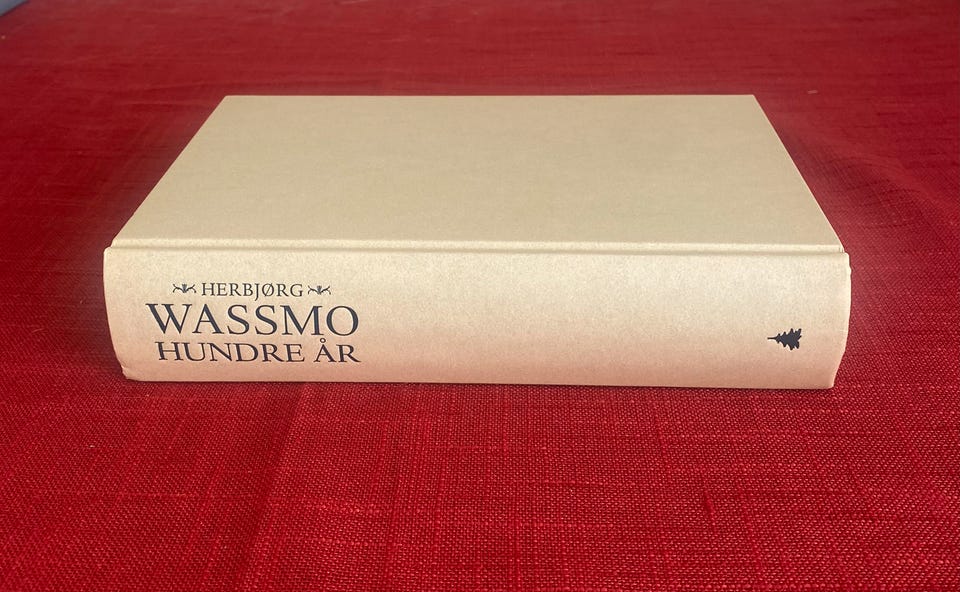 HERBJØRG
WASSMO
HUNDRE ÅR